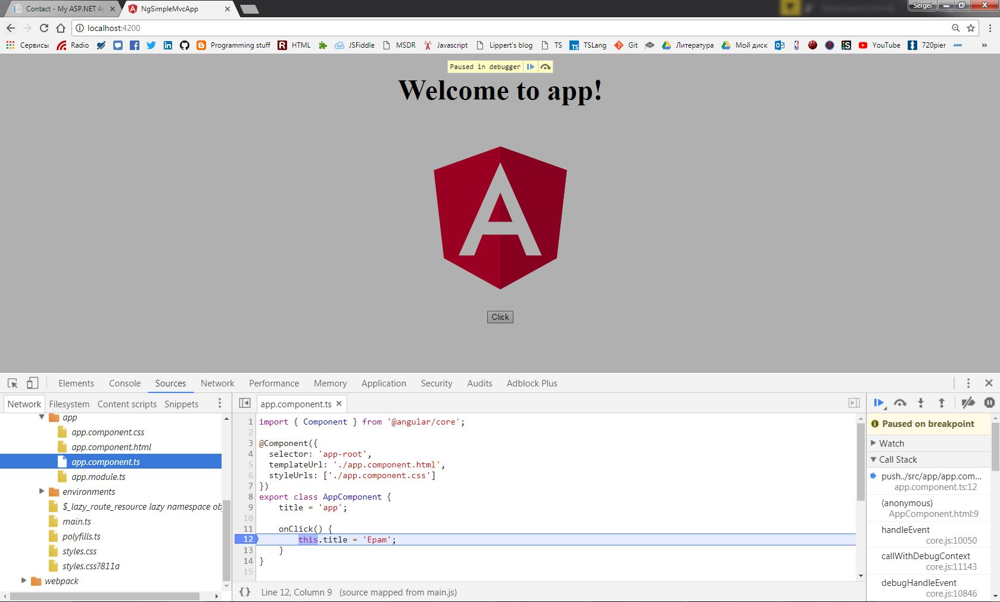 Contact - My ASP.NET Ap
NgSimpleMvcApp
Sergei
localhost:4200
Сервисы
Radio
Programming stuff
HTML
JSFiddle
MSDR
Javascript
Lippert's blog
TS
TSLang
Git
Литература
Мой диск
YouTube
720pier
»
Paused in debugger
Welcome to app!
Click
Elements
Console
Sources
Network
Performance
Memory
Application
Security
Audits
Adblock Plus
Network
Filesystem
Content scripts
Snippets
app.component.ts
app
app.component.css
app.component.html
app.component.ts
app.module.ts
environments
$_lazy_route_resource lazy namespace obj
main.ts
polyfills.ts
styles.css
styles.css?811a
webpack
1 import { Component } from '@angular/core';
2
3 @Component({
4 selector: 'app-root',
5 templateUrl: './app.component.html',
6 styleUrls: ['./app.component.css']
7 })
8 export class AppComponent {
9 title = 'app';
10
11 onClick() {
12 this.title = 'Epam';
13 }
14 }
15
{} Line 12, Column 9 (source mapped from main.js)
Paused on breakpoint
Watch
Call Stack
push../src/app/app.com...
app.component.ts:12
(anonymous)
AppComponent.html:9
handleEvent
core.js:10050
callWithDebugContext
core.js:11143
debugHandleEvent
core.js:10846